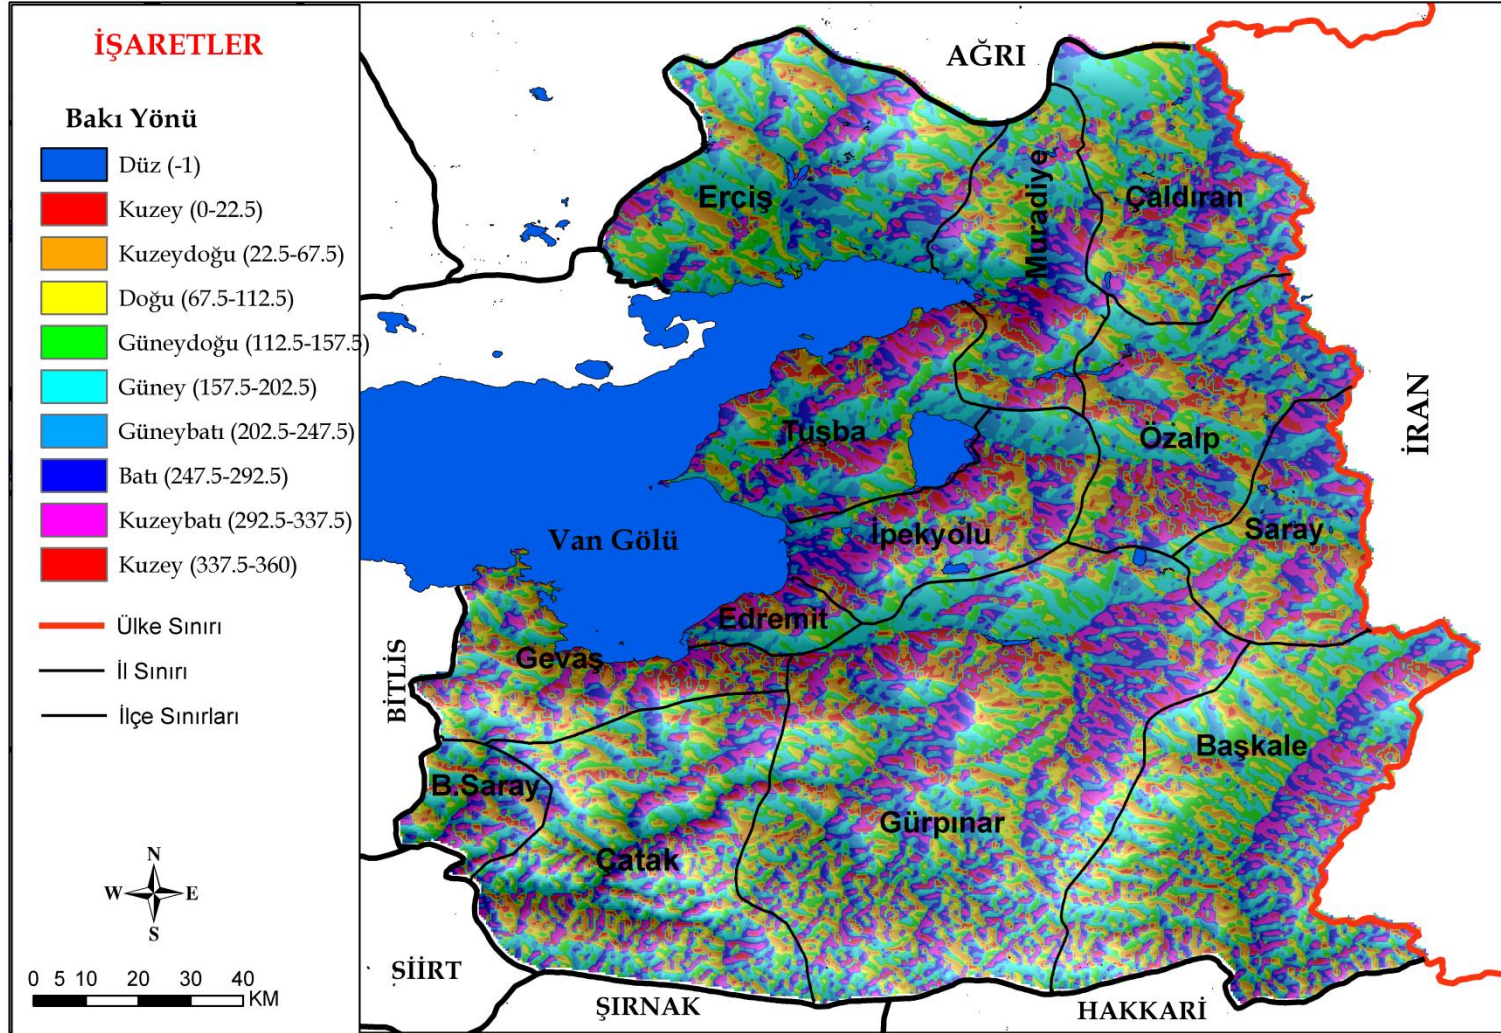 İŞARETLER
Bakı Yönü
Düz (-1)
Kuzey (0-22.5)
Kuzeydoğu (22.5-67.5)
Doğu (67.5-112.5)
Güneydoğu (112.5-157.5)
Güney (157.5-202.5)
Güneybatı (202.5-247.5)
Batı (247.5-292.5)
Kuzeybatı (292.5-337.5)
Kuzey (337.5-360)
Ülke Sınırı
İl Sınırı
İlçe Sınırları
N
W E
S
0 5 10 20 30 40
KM
AĞRI
Erciş
Muradiye
Çaldıran
İRAN
Tuşba
Özalp
Van Gölü
İpekyolu
Saray
Edremit
Gevaş
BİTLİS
Başkale
B.Saray
Gürpınar
Çatak
SİİRT
ŞIRNAK
HAKKARİ